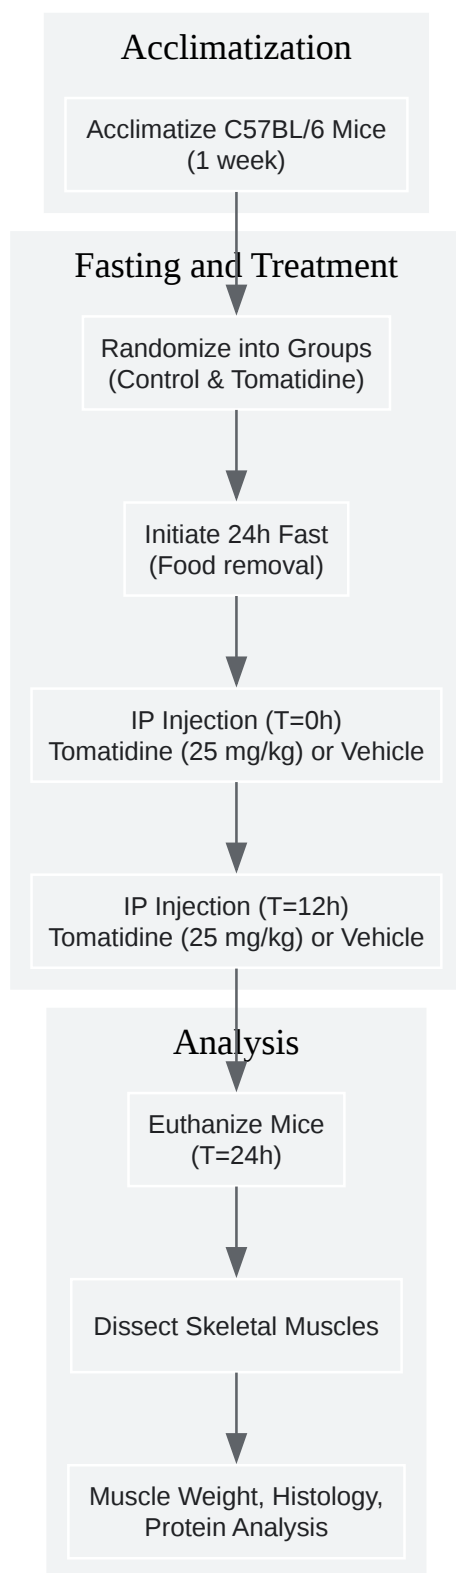 Acclimatization
Acclimatize C57BL/6 Mice
(1 week)
Fasting and Treatment
Randomize into Groups
(Control & Tomatidine)
Initiate 24h Fast
(Food removal)
IP Injection (T=0h)
Tomatidine (25 mg/kg) or Vehicle
IP Injection (T=12h)
Tomatidine (25 mg/kg) or Vehicle
Analysis
Euthanize Mice
(T=24h)
Dissect Skeletal Muscles
Muscle Weight, Histology,
Protein Analysis